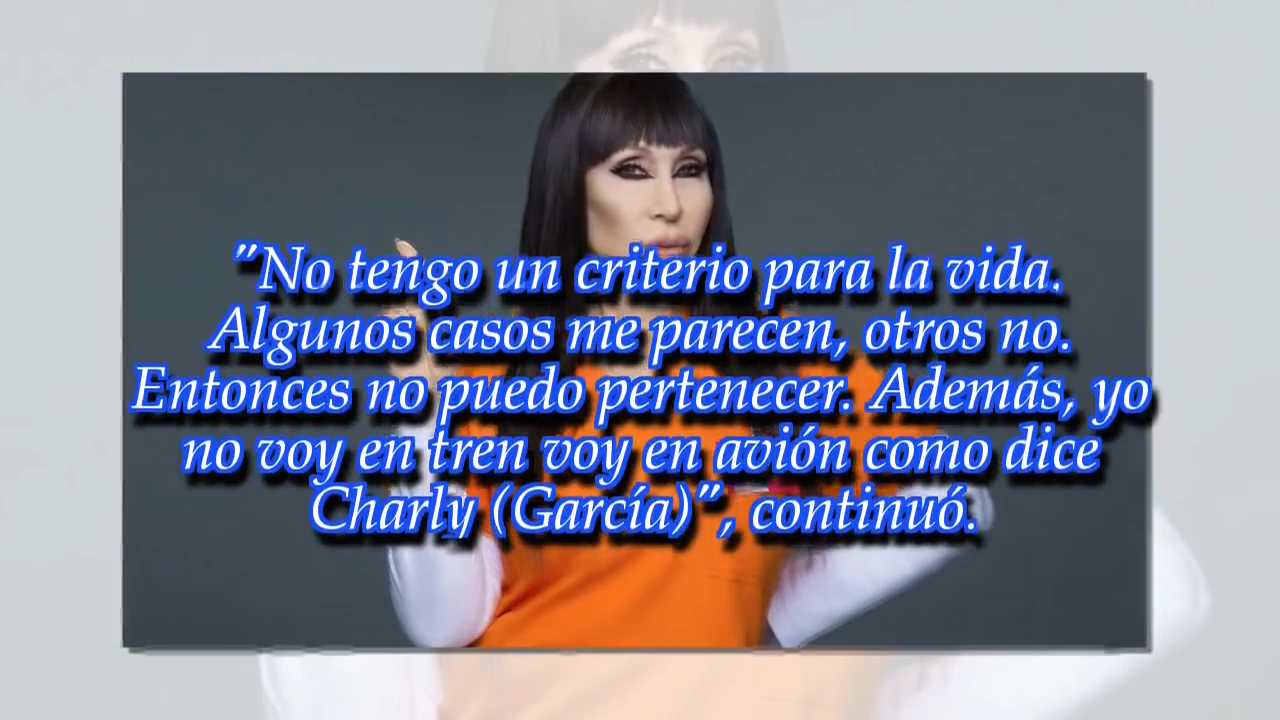 "No tengo un criterio para la vida.
Algunos casos me parecen, otros no.
Entonces no puedo pertenecer. Además, yo
no voy en tren voy en avión como dice
Charly (García)", continuó.